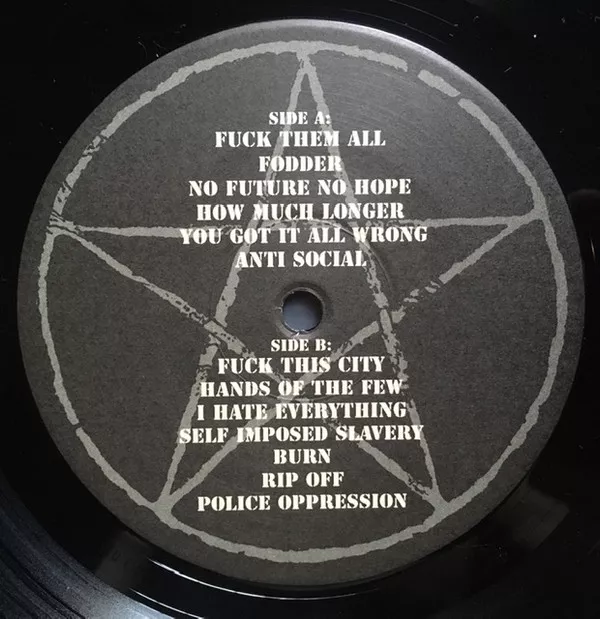 SIDE A:
FUCK THEM ALL
FODDER
NO FUTURE NO HOPE
HOW MUCH LONGER
YOU GOT IT ALL WRONG
ANTI SOCIAL
SIDE B:
FUCK THIS CITY
HANDS OF THE FEW
I HATE EVERYTHING
SELF IMPOSED SLAVERY
BURN
RIP OFF
POLICE OPPRESSION